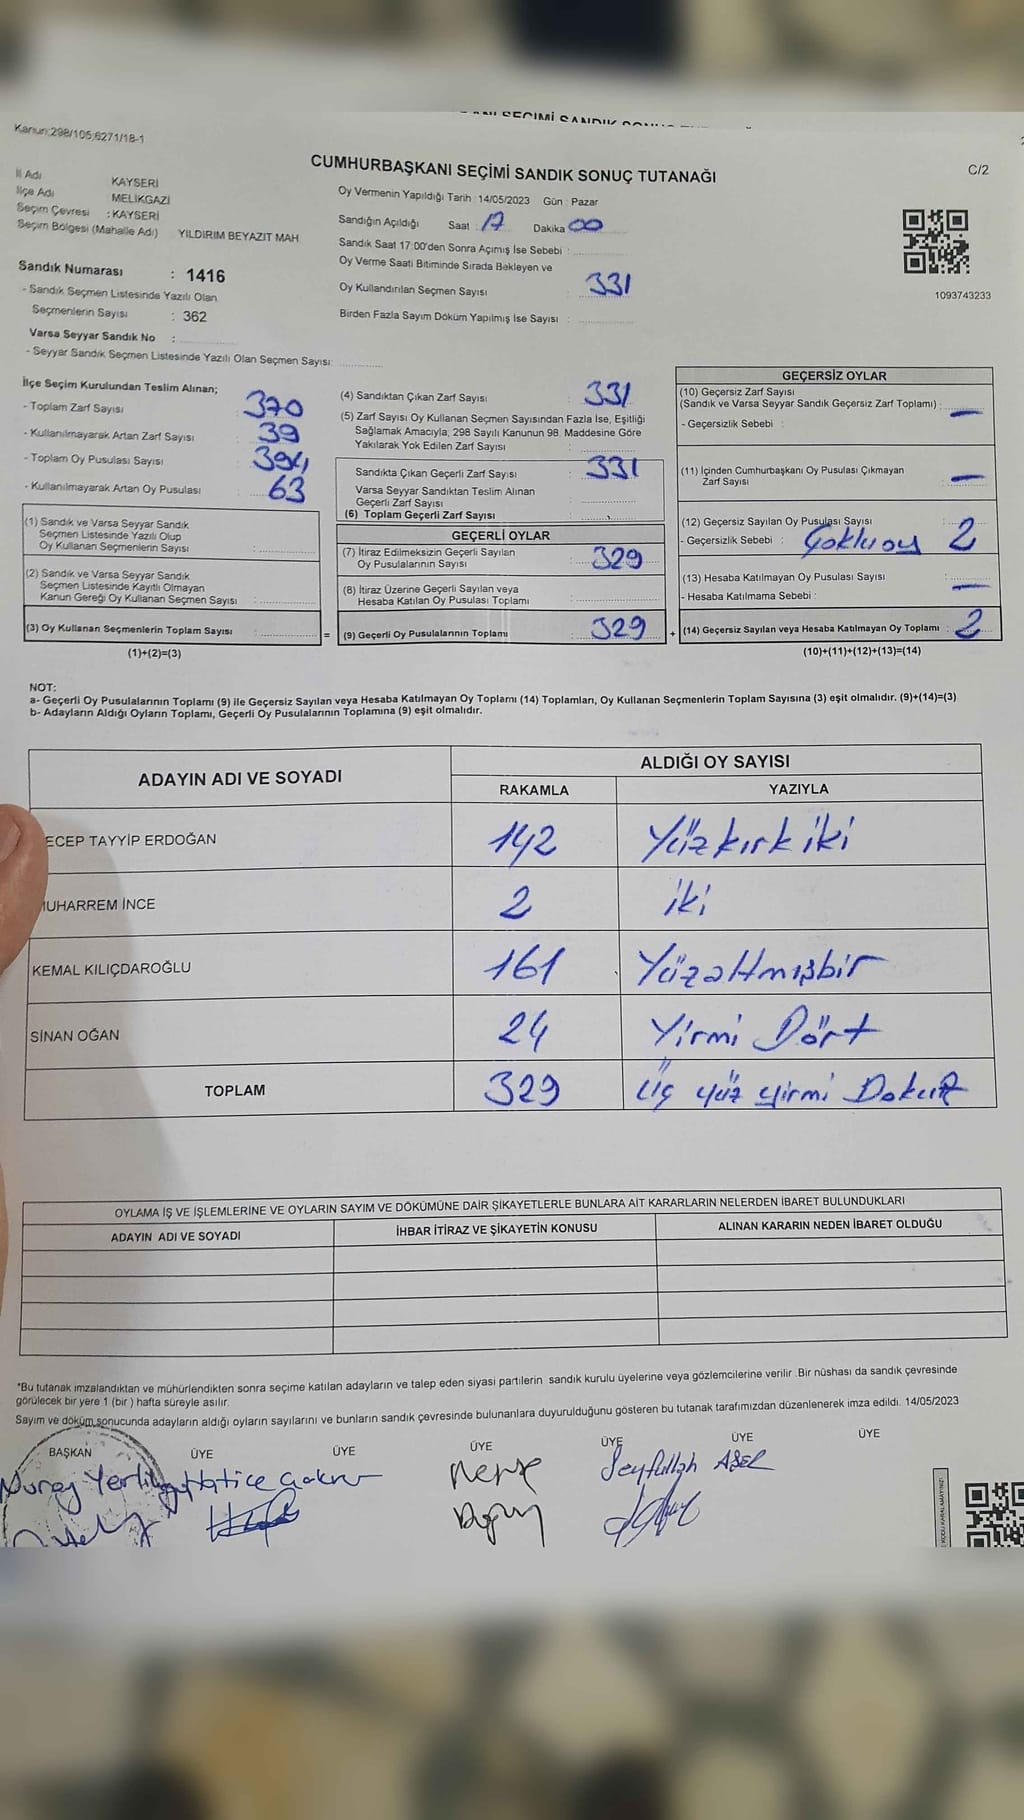 Kanun:298/105;6271/18-1
CUMHURBAŞKANI SEÇİMİ SANDIK SONUÇ TUTANAĞI
C/2
İl Adı KAYSERİ
İlçe Adı MELİKGAZİ
Seçim Çevresi : KAYSERİ
Seçim Bölgesi (Mahalle Adı) YILDIRIM BEYAZIT MAH
Sandık Numarası : 1416
- Sandık Seçmen Listesinde Yazılı Olan
Seçmenlerin Sayısı : 362
Varsa Seyyar Sandık No :
- Seyyar Sandık Seçmen Listesinde Yazılı Olan Seçmen Sayısı:
Oy Vermenin Yapıldığı Tarih : 14/05/2023 Gün : Pazar
Sandığın Açıldığı Saat : 17 Dakika 00
Sandık Saat 17:00'den Sonra Açımış İse Sebebi :
Oy Verme Saati Bitiminde Sırada Bekleyen ve
Oy Kullandırılan Seçmen Sayısı : 331
Birden Fazla Sayım Döküm Yapılmış İse Sayısı :
1093743233
İlçe Seçim Kurulundan Teslim Alınan;
- Toplam Zarf Sayısı : 370
- Kullanılmayarak Artan Zarf Sayısı : 39
- Toplam Oy Pusulası Sayısı : 394
- Kullanılmayarak Artan Oy Pusulası : 63
(1) Sandık ve Varsa Seyyar Sandık
Seçmen Listesinde Yazılı Olup
Oy Kullanan Seçmenlerin Sayısı :
(2) Sandık ve Varsa Seyyar Sandık
Seçmen Listesinde Kayıtlı Olmayan
Kanun Gereği Oy Kullanan Seçmen Sayısı :
(3) Oy Kullanan Seçmenlerin Toplam Sayısı : =
(1)+(2)=(3)
(4) Sandıktan Çıkan Zarf Sayısı : 331
(5) Zarf Sayısı Oy Kullanan Seçmen Sayısından Fazla İse, Eşitliği
Sağlamak Amacıyla, 298 Sayılı Kanunun 98. Maddesine Göre
Yakılarak Yok Edilen Zarf Sayısı :
Sandıkta Çıkan Geçerli Zarf Sayısı : 331
Varsa Seyyar Sandıktan Teslim Alınan
Geçerli Zarf Sayısı
(6) Toplam Geçerli Zarf Sayısı
GEÇERLİ OYLAR
(7) İtiraz Edilmeksizin Geçerli Sayılan
Oy Pusulalarının Sayısı : 329
(8) İtiraz Üzerine Geçerli Sayılan veya
Hesaba Katılan Oy Pusulası Toplamı :
(9) Geçerli Oy Pusulalarının Toplamı : 329 +
GEÇERSİZ OYLAR
(10) Geçersiz Zarf Sayısı
(Sandık ve Varsa Seyyar Sandık Geçersiz Zarf Toplamı) : —
- Geçersizlik Sebebi :
(11) İçinden Cumhurbaşkanı Oy Pusulası Çıkmayan
Zarf Sayısı : —
(12) Geçersiz Sayılan Oy Pusulası Sayısı
- Geçersizlik Sebebi : Çoklu oy 2
(13) Hesaba Katılmayan Oy Pusulası Sayısı : —
- Hesaba Katılmama Sebebi :
(14) Geçersiz Sayılan veya Hesaba Katılmayan Oy Toplamı : 2
(10)+(11)+(12)+(13)=(14)
NOT:
a- Geçerli Oy Pusulalarının Toplamı (9) ile Geçersiz Sayılan veya Hesaba Katılmayan Oy Toplamı (14) Toplamları, Oy Kullanan Seçmenlerin Toplam Sayısına (3) eşit olmalıdır. (9)+(14)=(3)
b- Adayların Aldığı Oyların Toplamı, Geçerli Oy Pusulalarının Toplamına (9) eşit olmalıdır.
ADAYIN ADI VE SOYADI ALDIĞI OY SAYISI
RAKAMLA YAZIYLA
ECEP TAYYİP ERDOĞAN 142 Yüzkırk iki
UHARREM İNCE 2 iki
KEMAL KILIÇDAROĞLU 161 Yüzaltmışbir
SİNAN OĞAN 24 Yirmi Dört
TOPLAM 329 Üç yüz yirmi Dokuz
OYLAMA İŞ VE İŞLEMLERİNE VE OYLARIN SAYIM VE DÖKÜMÜNE DAİR ŞİKAYETLERLE BUNLARA AİT KARARLARIN NELERDEN İBARET BULUNDUKLARI
ADAYIN ADI VE SOYADI İHBAR İTİRAZ VE ŞİKAYETİN KONUSU ALINAN KARARIN NEDEN İBARET OLDUĞU
*Bu tutanak imzalandıktan ve mühürlendikten sonra seçime katılan adayların ve talep eden siyasi partilerin sandık kurulu üyelerine veya gözlemcilerine verilir. Bir nüshası da sandık çevresinde
görülecek bir yere 1 (bir) hafta süreyle asılır.
Sayım ve döküm sonucunda adayların aldığı oyların sayılarını ve bunların sandık çevresinde bulunanlara duyurulduğunu gösteren bu tutanak tarafımızdan düzenlenerek imza edildi. 14/05/2023
BAŞKAN ÜYE ÜYE ÜYE ÜYE ÜYE ÜYE
Nuray Hatice Seyfullah